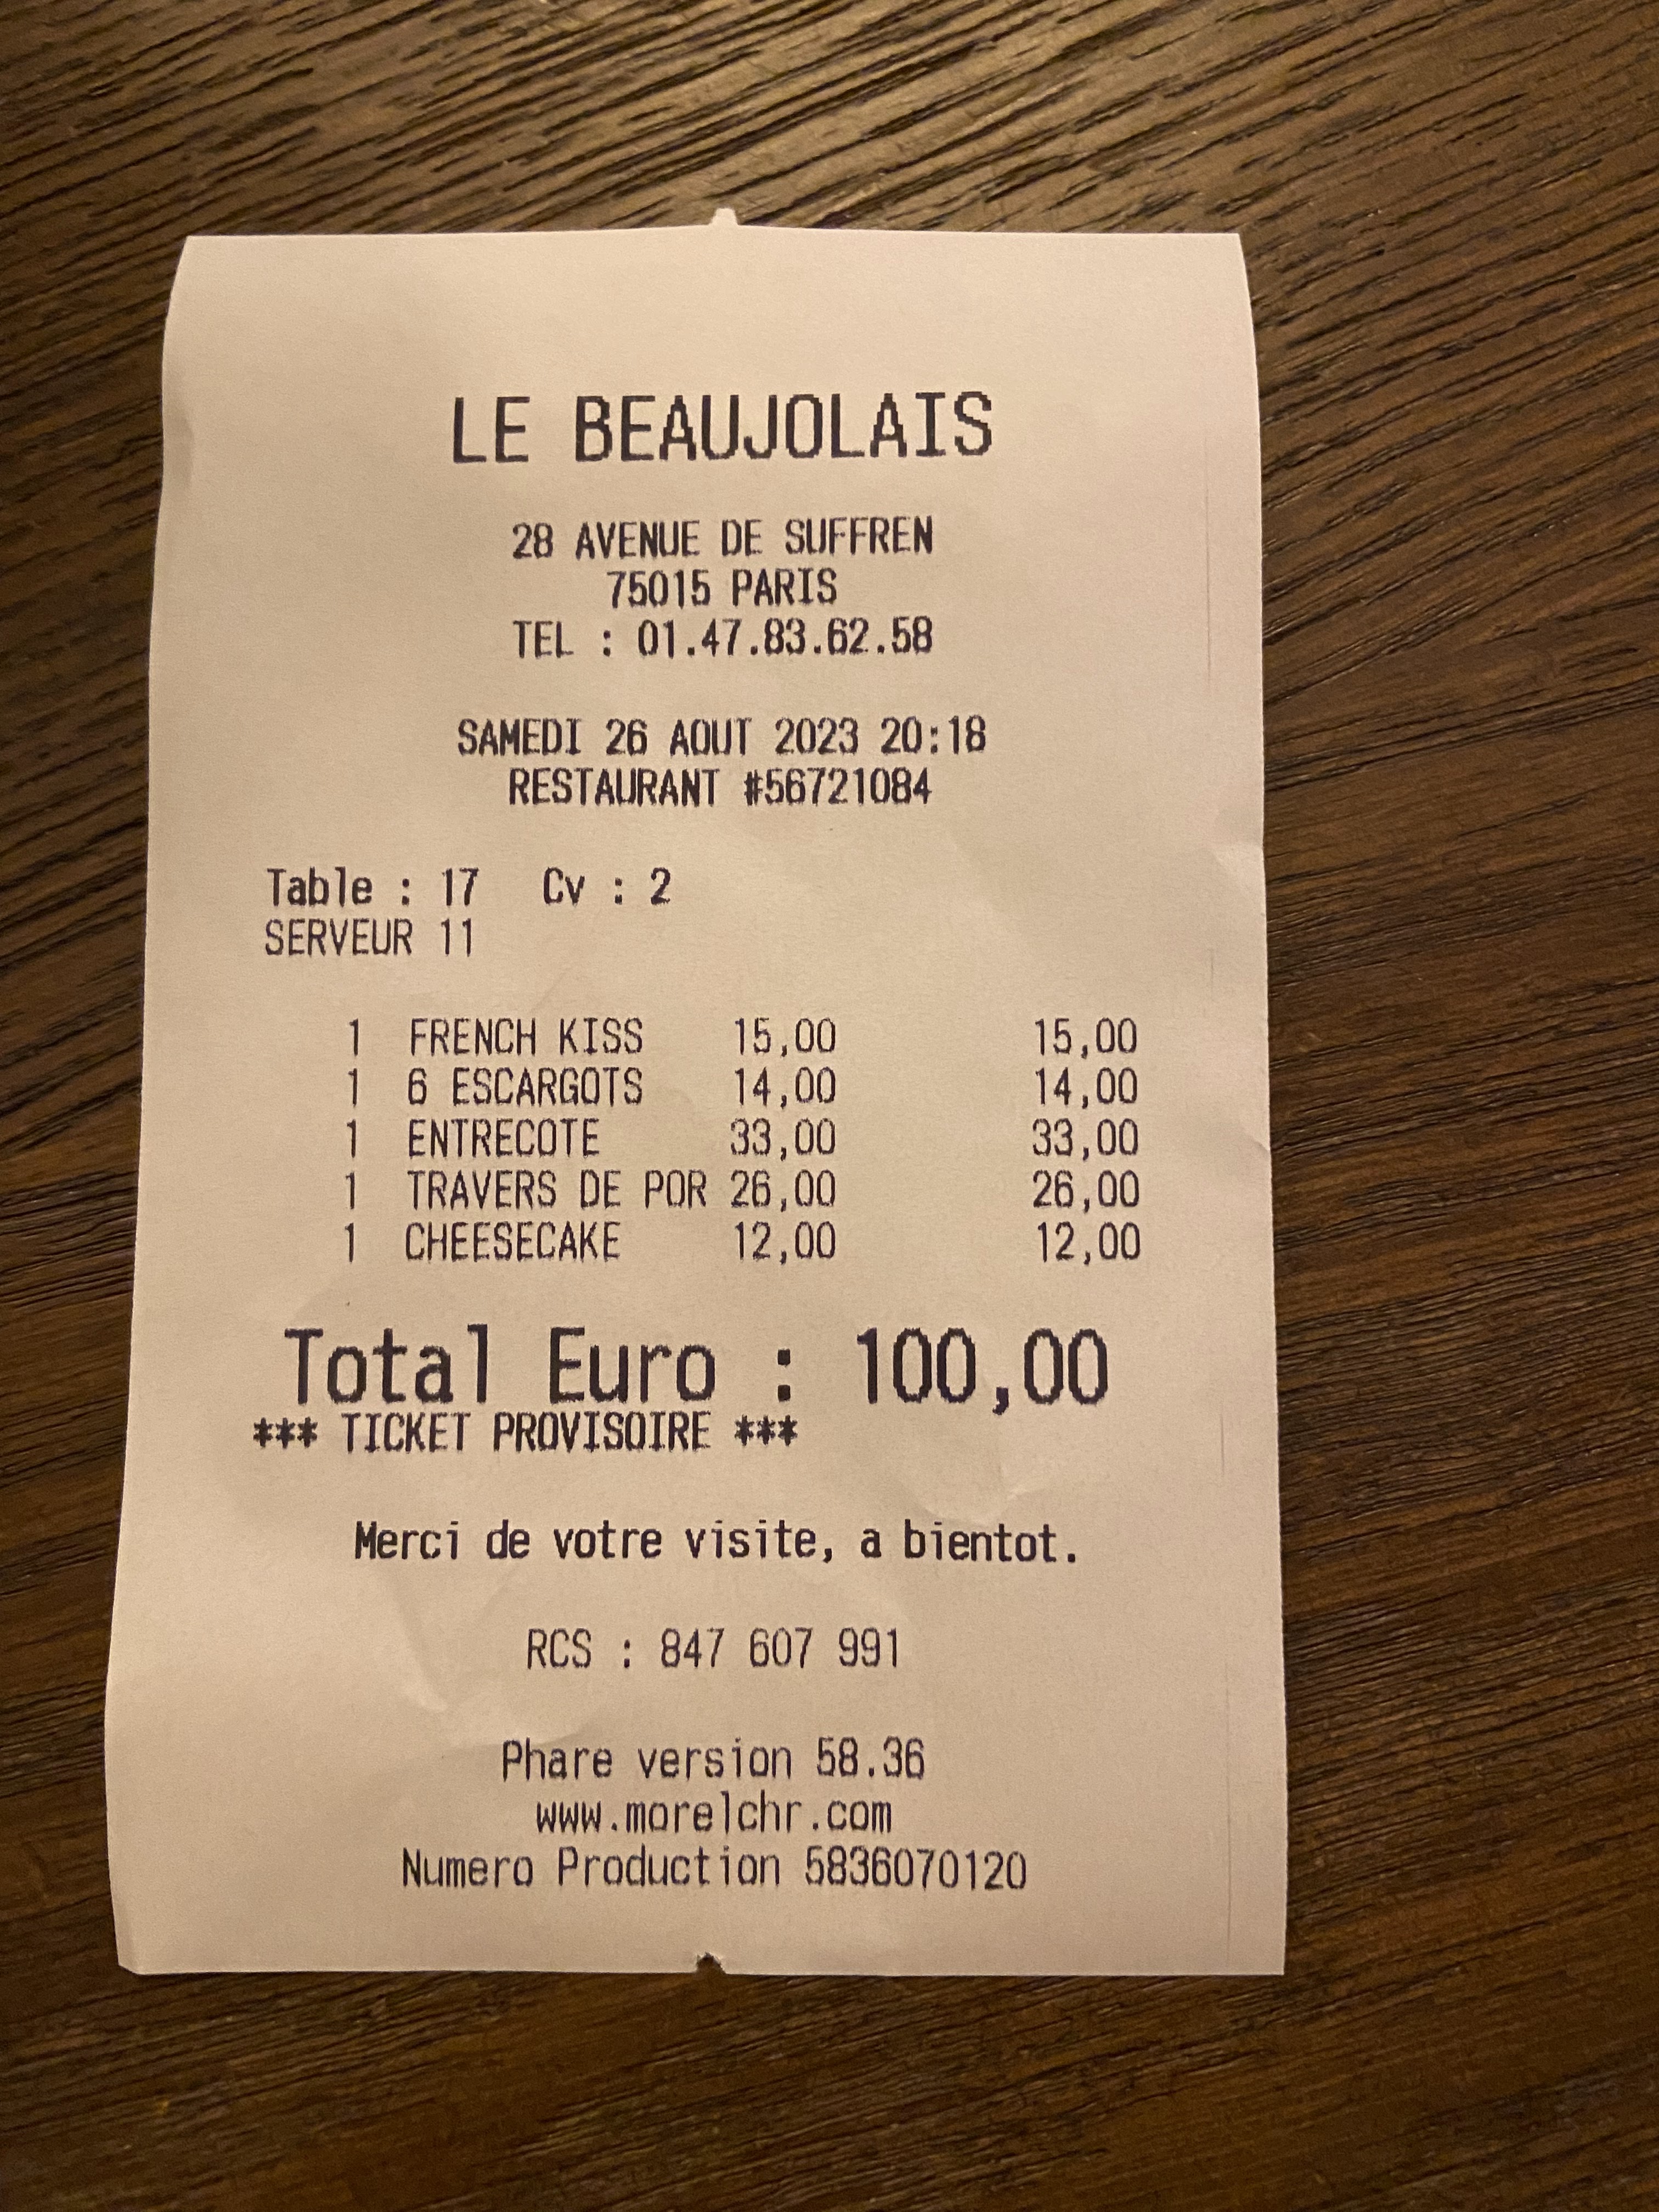 LE BEAUJOLAIS
28 AVENUE DE SUFFREN
75015 PARIS
TEL : 01.47.83.62.58
SAMEDI 26 AOUT 2023 20:18
RESTAURANT #56721084
Table : 17 Cv : 2
SERVEUR 11
1 FRENCH KISS 15,00 15,00
1 6 ESCARGOTS 14,00 14,00
1 ENTRECOTE 33,00 33,00
1 TRAVERS DE POR 26,00 26,00
1 CHEESECAKE 12,00 12,00
Total Euro : 100,00
*** TICKET PROVISOIRE ***
Merci de votre visite, a bientot.
RCS : 847 607 991
Phare version 58.36
www.morelchr.com
Numero Production 5836070120